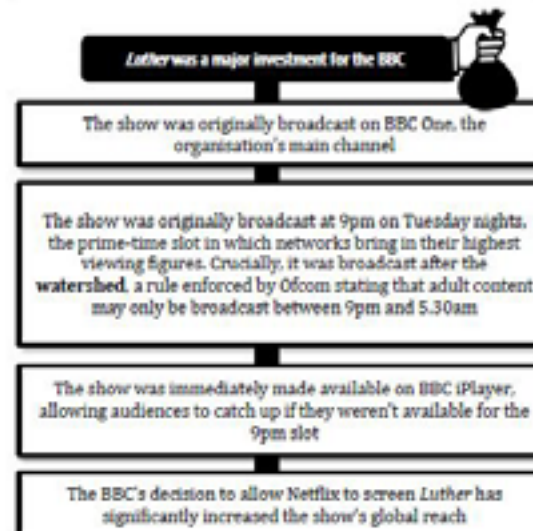 Luther was a major investment for the BBC
The show was originally broadcast on BBC One, the
organisation's main channel
The show was originally broadcast at 9pm on Tuesday nights,
the prime-time slot in which networks bring in their highest
viewing figures. Crucially, it was broadcast after the
watershed, a rule enforced by Ofcom stating that adult content
may only be broadcast between 9pm and 5.30am
The show was immediately made available on BBC iPlayer,
allowing audiences to catch up if they weren't available for the
9pm slot
The BBC's decision to allow Netflix to screen Luther has
significantly increased the show's global reach